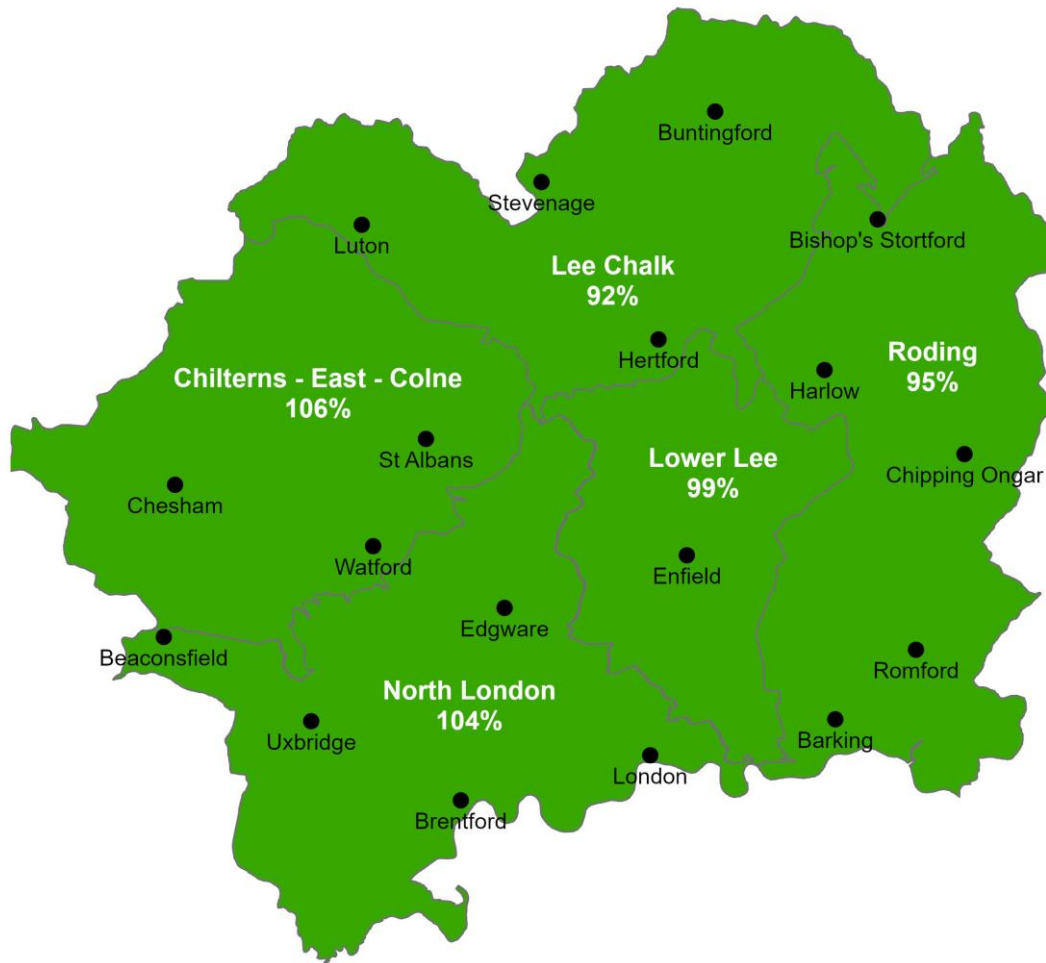 Buntingford
Stevenage
Luton
Bishop's Stortford
Lee Chalk
92%
Hertford
Roding
95%
Harlow
Chilterns - East - Colne
106%
St Albans
Lower Lee
99%
Chipping Ongar
Chesham
Watford
Enfield
Edgware
Beaconsfield
Romford
North London
104%
Uxbridge
Barking
London
Brentford